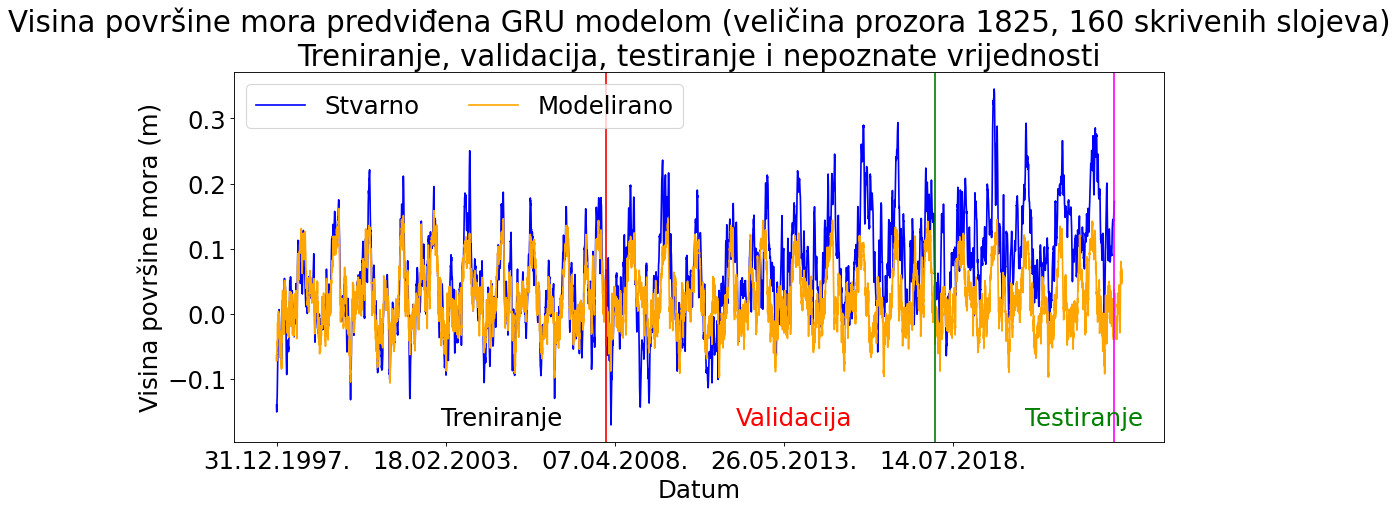 Visina površine mora predviđena GRU modelom (veličina prozora 1825, 160 skrivenih slojeva)
Treniranje, validacija, testiranje i nepoznate vrijednosti
Stvarno
Modelirano
Visina površine mora (m)
0.3
0.2
0.1
0.0
−0.1
Treniranje
Validacija
Testiranje
31.12.1997.
18.02.2003.
07.04.2008.
26.05.2013.
14.07.2018.
Datum